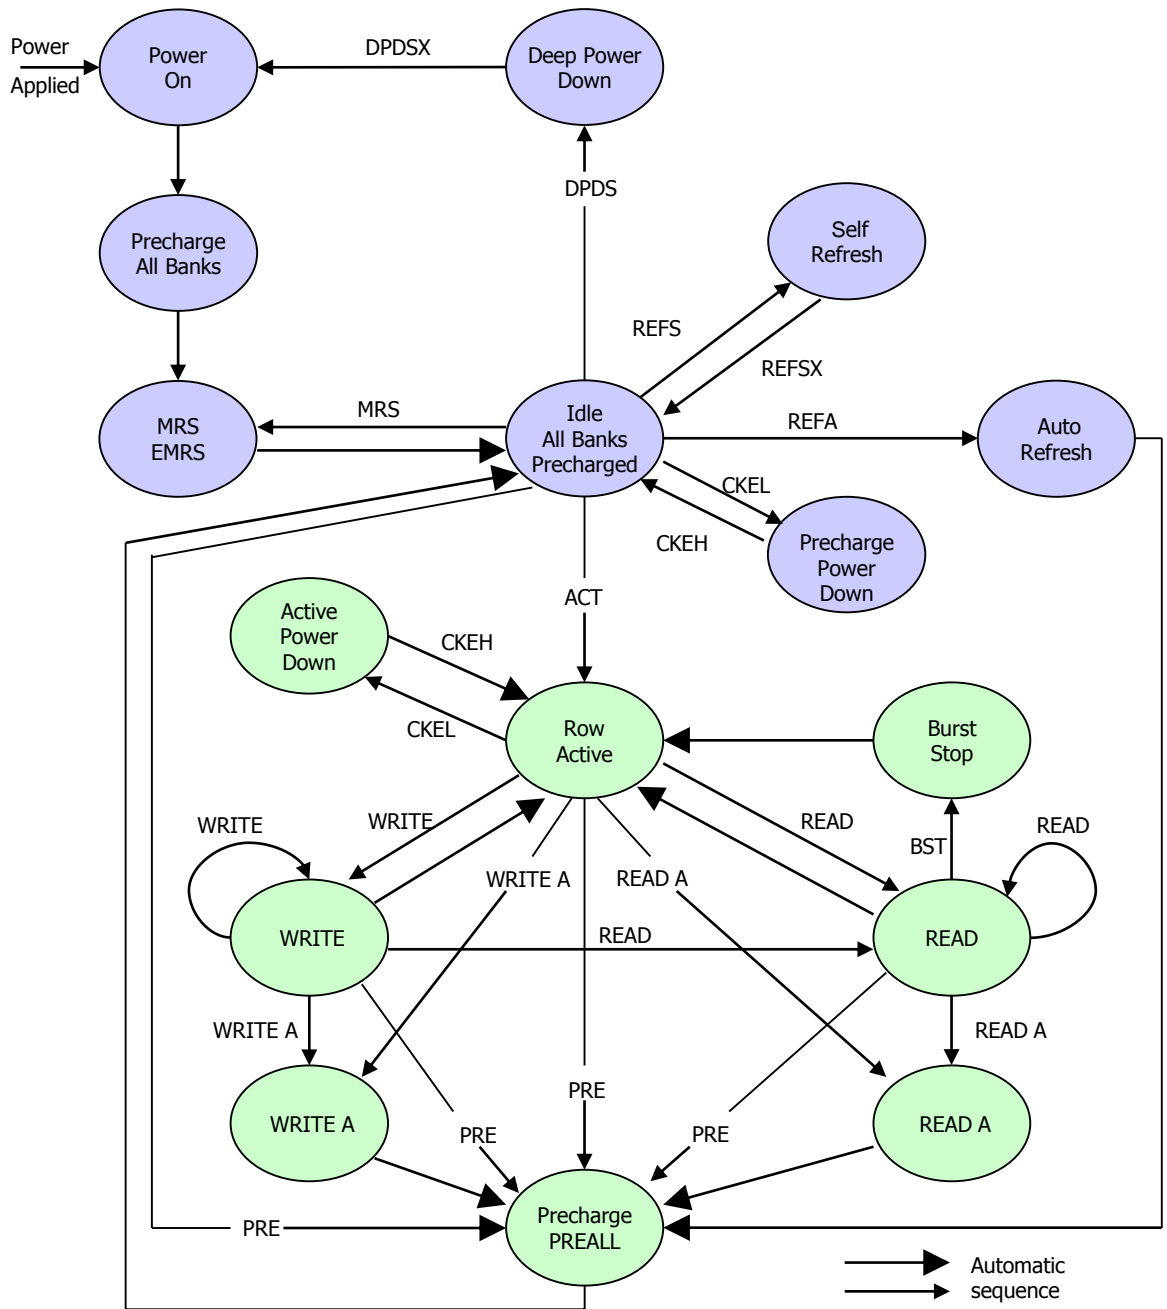 Power
Applied
Power
On
DPDSX
Deep Power
Down
DPDS
Precharge
All Banks
Self
Refresh
REFS
REFSX
MRS
EMRS
MRS
Idle
All Banks
Precharged
REFA
Auto
Refresh
CKEL
CKEH
Precharge
Power
Down
ACT
Active
Power
Down
CKEH
CKEL
Row
Active
Burst
Stop
WRITE
WRITE
READ
BST
READ
WRITE A
READ A
WRITE
READ
READ
WRITE A
READ A
WRITE A
PRE
READ A
PRE
PRE
PRE
Precharge
PREALL
Automatic
sequence